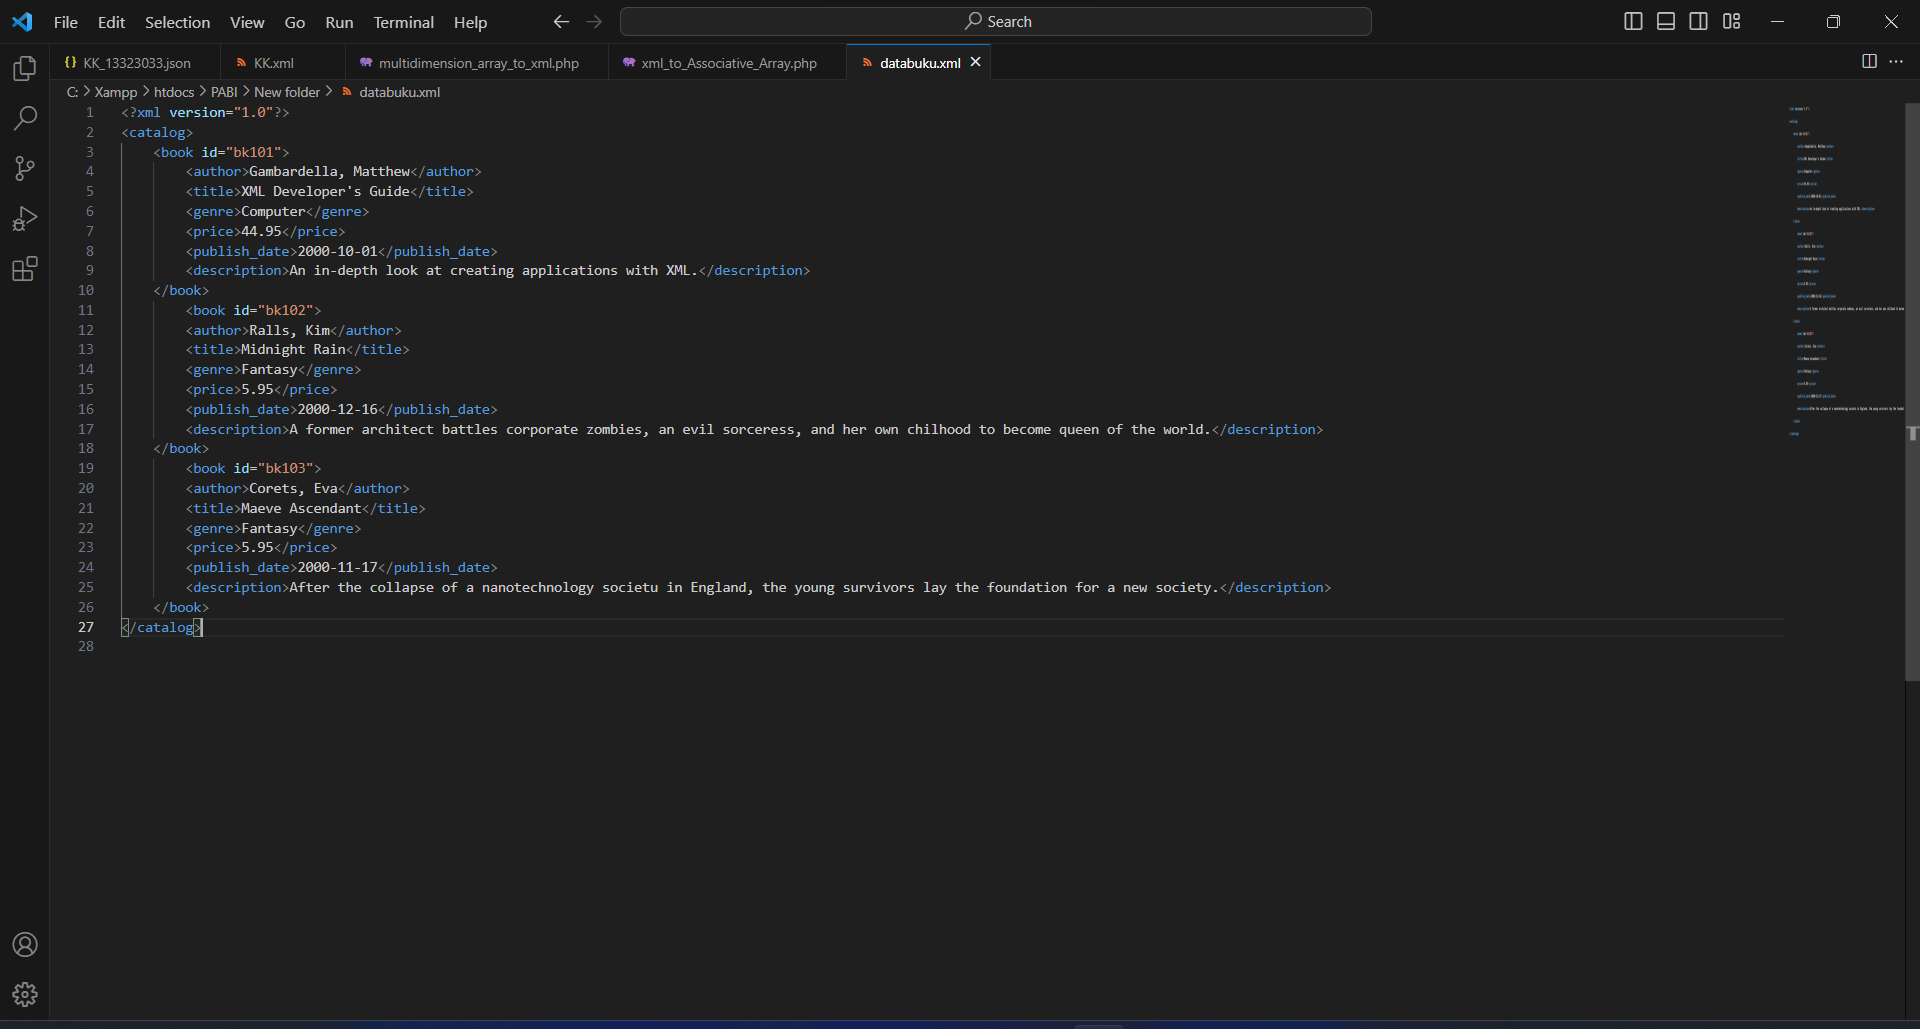 File Edit Selection View Go Run Terminal Help Search
KK_13323033.json KK.xml multidimension_array_to_xml.php xml_to_Associative_Array.php databuku.xml
C: > Xampp > htdocs > PABI > New folder > databuku.xml
1 <?xml version="1.0"?>
2 <catalog>
3 <book id="bk101">
4 <author>Gambardella, Matthew</author>
5 <title>XML Developer's Guide</title>
6 <genre>Computer</genre>
7 <price>44.95</price>
8 <publish_date>2000-10-01</publish_date>
9 <description>An in-depth look at creating applications with XML.</description>
10 </book>
11 <book id="bk102">
12 <author>Ralls, Kim</author>
13 <title>Midnight Rain</title>
14 <genre>Fantasy</genre>
15 <price>5.95</price>
16 <publish_date>2000-12-16</publish_date>
17 <description>A former architect battles corporate zombies, an evil sorceress, and her own chilhood to become queen of the world.</description>
18 </book>
19 <book id="bk103">
20 <author>Corets, Eva</author>
21 <title>Maeve Ascendant</title>
22 <genre>Fantasy</genre>
23 <price>5.95</price>
24 <publish_date>2000-11-17</publish_date>
25 <description>After the collapse of a nanotechnology societu in England, the young survivors lay the foundation for a new society.</description>
26 </book>
27 </catalog>
28